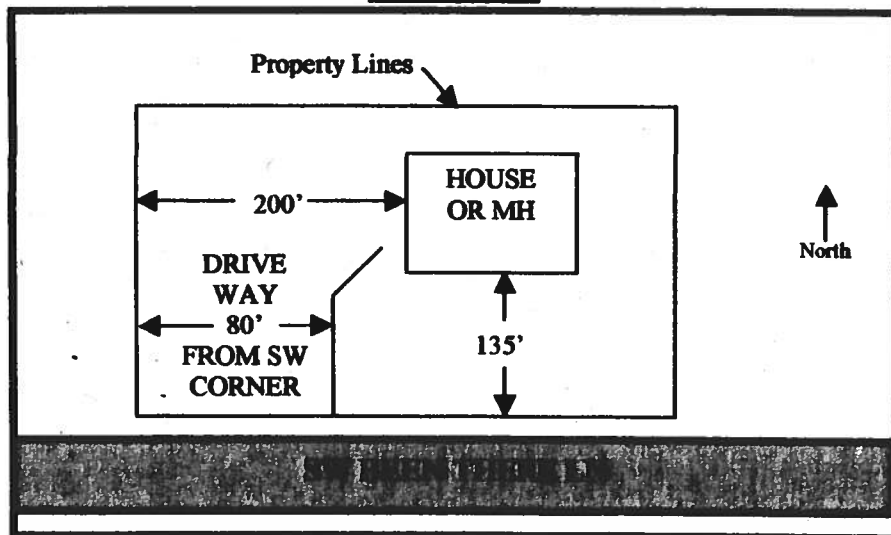 Property Lines
HOUSE
OR MH
200'
North
DRIVE
WAY
80'
FROM SW
CORNER
135'